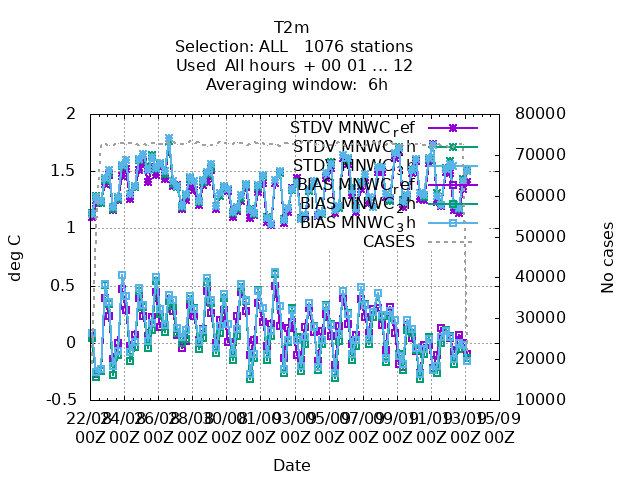 T2m
Selection: ALL 1076 stations
Used All hours + 00 01 ... 12
Averaging window: 6h
2
1.5
1
0.5
0
-0.5
80000
70000
60000
50000
40000
30000
20000
10000
deg C
No cases
STDV MNWC_ref
STDV MNWC_2h
STDV MNWC_3h
BIAS MNWC_ref
BIAS MNWC_2h
BIAS MNWC_3h
CASES
22/08 24/08 26/08 28/08 30/08 01/09 03/09 05/09 07/09 09/09 11/09 13/09 15/09
00Z 00Z 00Z 00Z 00Z 00Z 00Z 00Z 00Z 00Z 00Z 00Z 00Z
Date